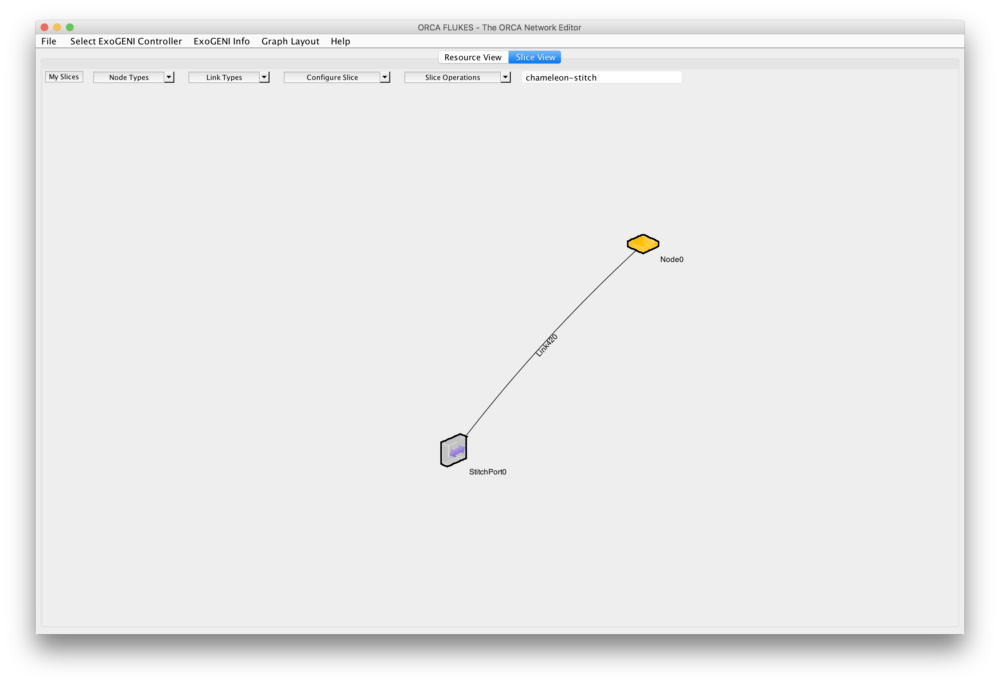 ORCA FLUKES - The ORCA Network Editor
File Select ExoGENI Controller ExoGENI Info Graph Layout Help
Resource View Slice View
My Slices Node Types Link Types Configure Slice Slice Operations chameleon-stitch
Node0
Link420
StitchPort0